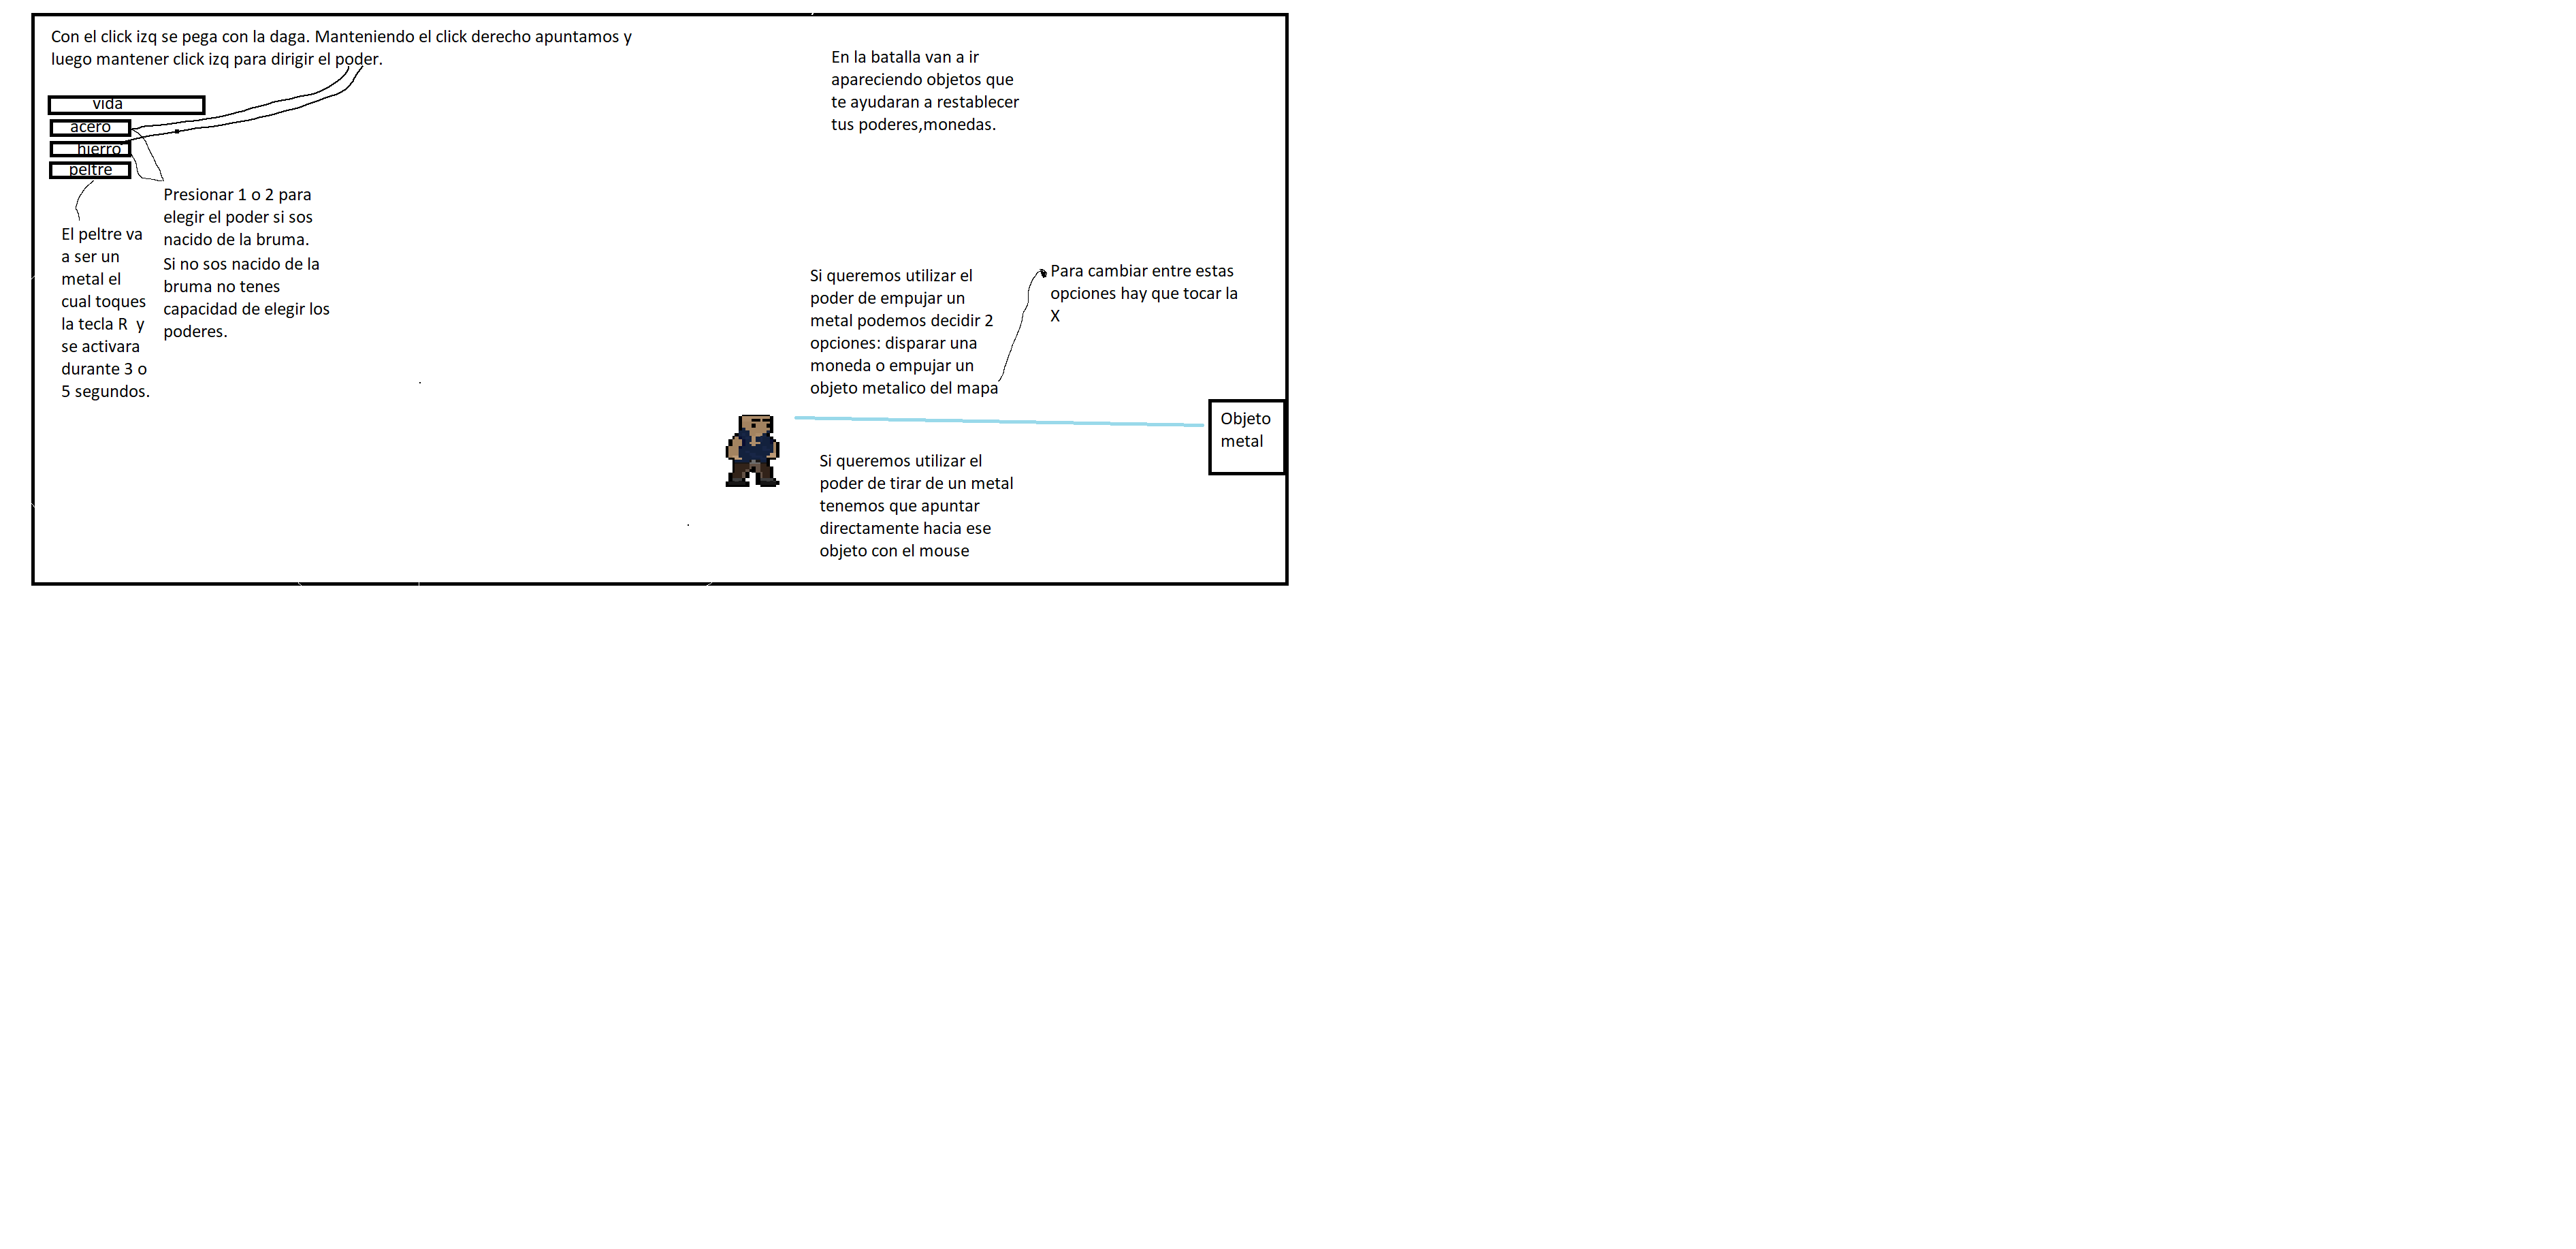 Con el click izq se pega con la daga. Manteniendo el click derecho apuntamos y
luego mantener click izq para dirigir el poder.
vida
acero
hierro
peltre
Presionar 1 o 2 para
elegir el poder si sos
nacido de la bruma.
Si no sos nacido de la
bruma no tenes
capacidad de elegir los
poderes.
El peltre va
a ser un
metal el
cual toques
la tecla R y
se activara
durante 3 o
5 segundos.
En la batalla van a ir
apareciendo objetos que
te ayudaran a restablecer
tus poderes,monedas.
Si queremos utilizar el
poder de empujar un
metal podemos decidir 2
opciones: disparar una
moneda o empujar un
objeto metalico del mapa
Para cambiar entre estas
opciones hay que tocar la
X
Objeto
metal
Si queremos utilizar el
poder de tirar de un metal
tenemos que apuntar
directamente hacia ese
objeto con el mouse